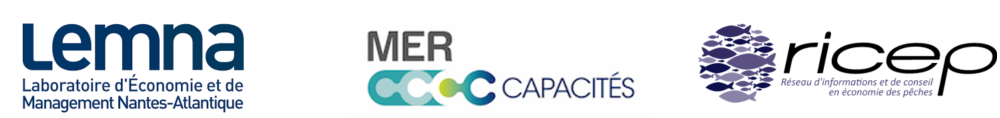 Lemna
Laboratoire d'Économie et de
Management Nantes-Atlantique
MER
CAPACITÉS
ricep
Réseau d'informations et de conseil
en économie des pêches